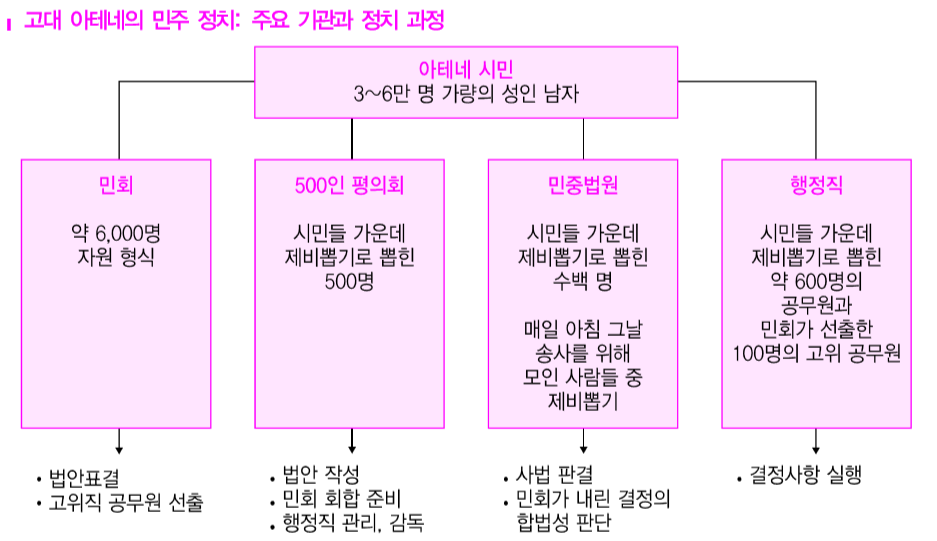 고대 아테네의 민주 정치: 주요 기관과 정치 과정
아테네 시민
3~6만 명 가량의 성인 남자
민회
약 6,000명
자원 형식
• 법안표결
• 고위직 공무원 선출
500인 평의회
시민들 가운데
제비뽑기로 뽑힌
500명
• 법안 작성
• 민회 회합 준비
• 행정직 관리, 감독
민중법원
시민들 가운데
제비뽑기로 뽑힌
수백 명
매일 아침 그날
송사를 위해
모인 사람들 중
제비뽑기
• 사법 판결
• 민회가 내린 결정의
합법성 판단
행정직
시민들 가운데
제비뽑기로 뽑힌
약 600명의
공무원과
민회가 선출한
100명의 고위 공무원
• 결정사항 실행